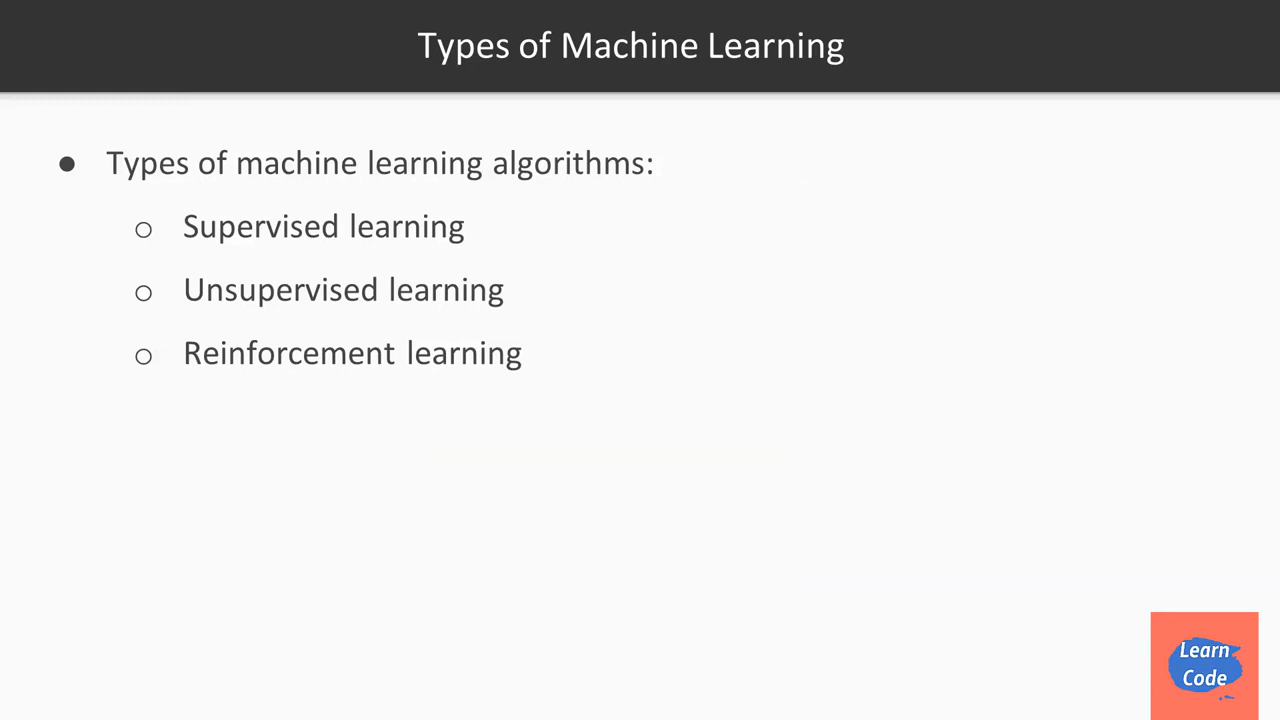 Types of Machine Learning
● Types of machine learning algorithms:
○ Supervised learning
○ Unsupervised learning
○ Reinforcement learning
Learn
Code